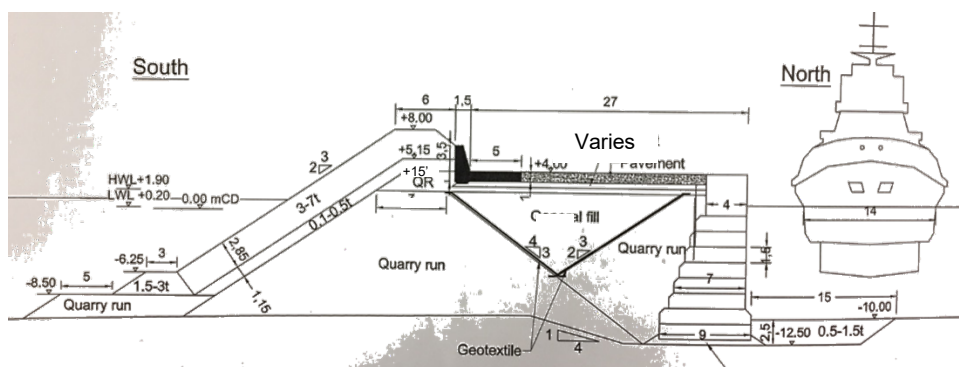 South
North
6
1,5
27
+8,00
3,5
+5,15
5
Varies
+4,00
Pavement
+15'
QR
1
2
3
3-7t
0.1-0.5t
HWL+1.90
LWL +0.20
0.00 mCD
4
14
fill
4
3
2
3
Quarry run
Quarry run
1,5
7
-6.25
3
2,85
1,15
-8.50
5
1.5-3t
Quarry run
15
-10.00
9
2,5
-12.50
0.5-1.5t
1
4
Geotextile